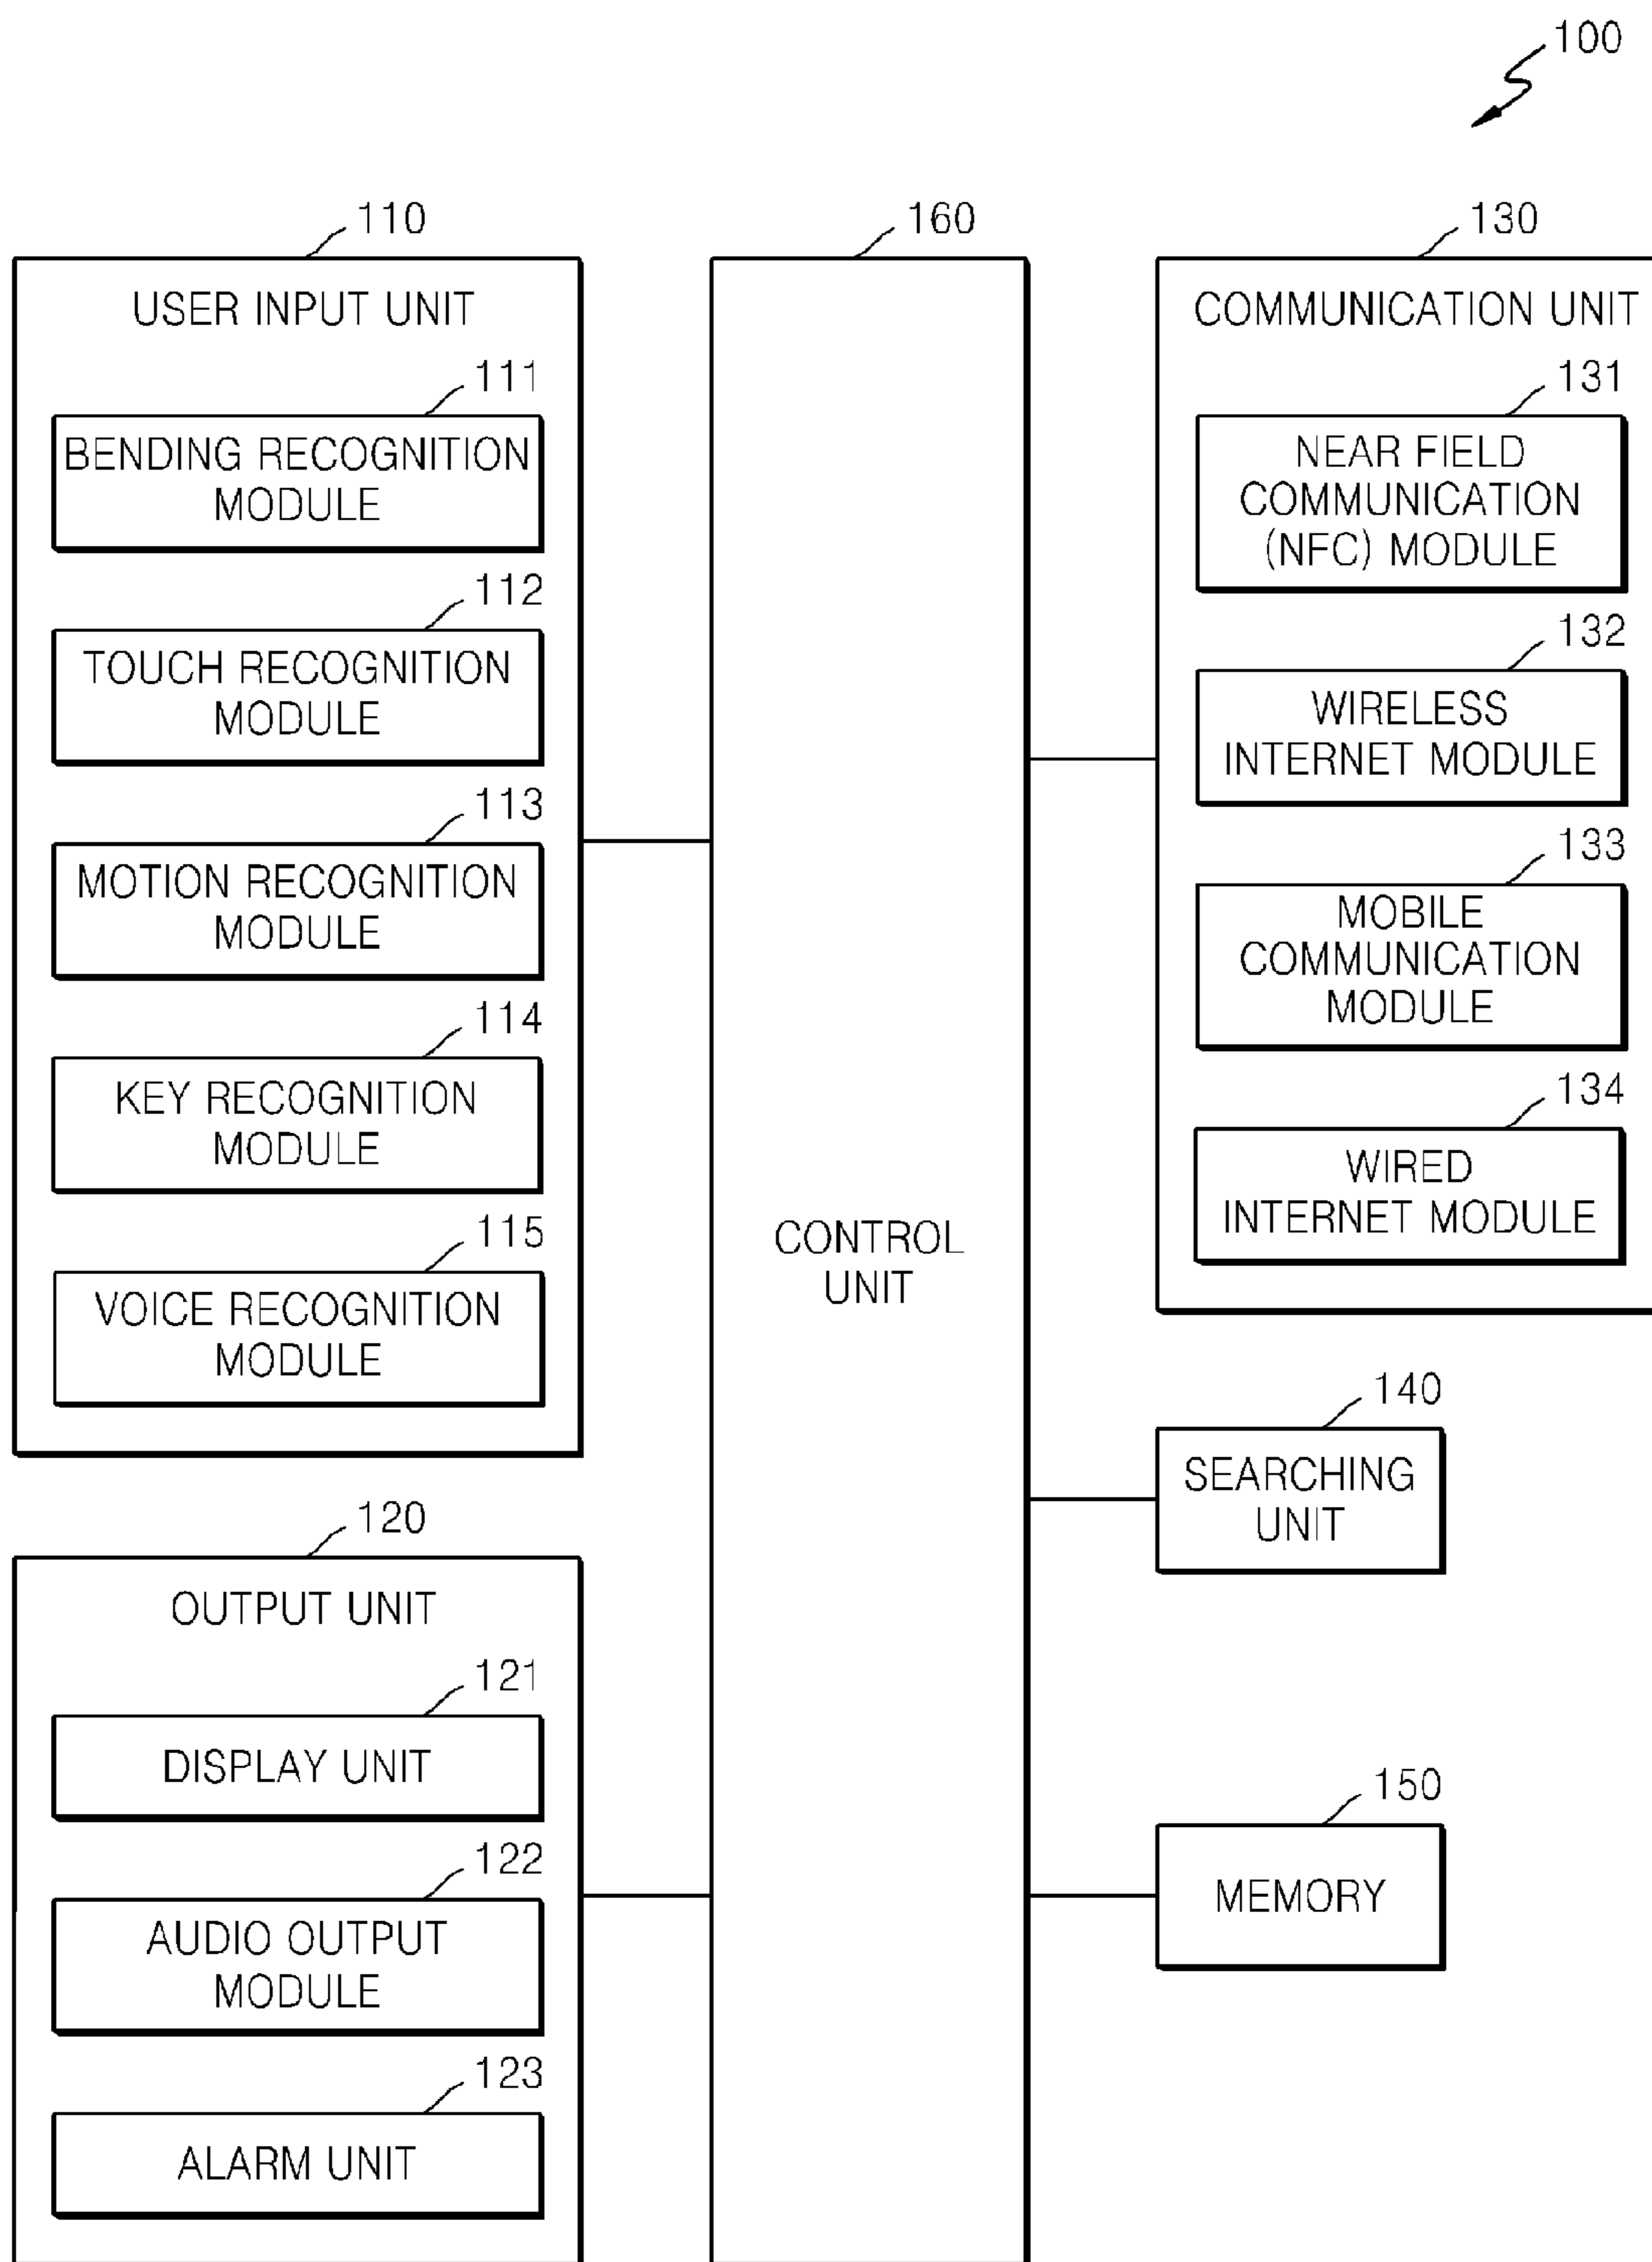 100
110
USER INPUT UNIT
111
BENDING RECOGNITION
MODULE
112
TOUCH RECOGNITION
MODULE
113
MOTION RECOGNITION
MODULE
114
KEY RECOGNITION
MODULE
115
VOICE RECOGNITION
MODULE
120
OUTPUT UNIT
121
DISPLAY UNIT
122
AUDIO OUTPUT
MODULE
123
ALARM UNIT
160
CONTROL
UNIT
130
COMMUNICATION UNIT
131
NEAR FIELD
COMMUNICATION
(NFC) MODULE
132
WIRELESS
INTERNET MODULE
133
MOBILE
COMMUNICATION
MODULE
134
WIRED
INTERNET MODULE
140
SEARCHING
UNIT
150
MEMORY